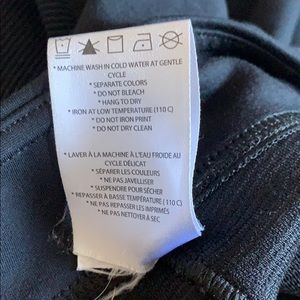 * MACHINE WASH IN COLD WATER AT GENTLE
CYCLE
* SEPARATE COLORS
* DO NOT BLEACH
* HANG TO DRY
* IRON AT LOW TEMPERATURE (110 C)
* DO NOT IRON PRINT
* DO NOT DRY CLEAN
* LAVER À LA MACHINE À L'EAU FROIDE AU
CYCLE DÉLICAT
* SÉPARER LES COULEURS
* NE PAS JAVELLISER
* SUSPENDRE POUR SÉCHER
* REPASSER À BASSE TEMPÉRATURE (110 C)
* NE PAS REPASSER LES IMPRIMÉS
* NE PAS NETTOYER À SEC